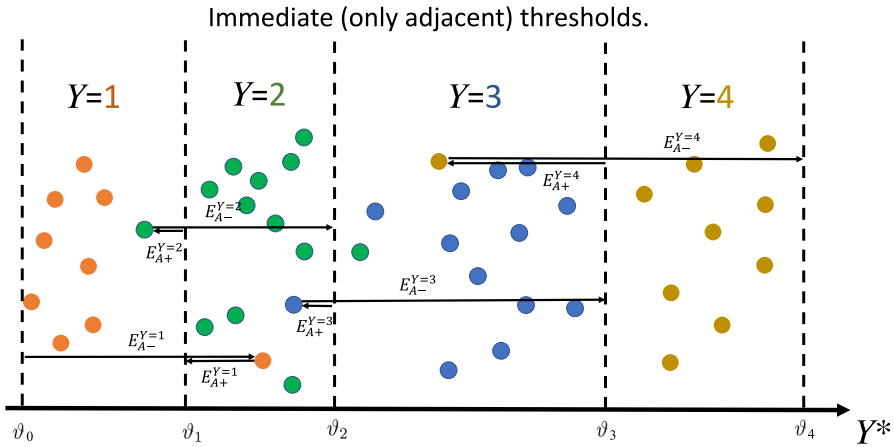 Immediate (only adjacent) thresholds.
Y=1
Y=2
Y=3
Y=4
E_{A−}^{Y=4}
E_{A+}^{Y=4}
E_{A−}^{Y=2}
E_{A+}^{Y=2}
E_{A−}^{Y=3}
E_{A+}^{Y=3}
E_{A−}^{Y=1}
E_{A+}^{Y=1}
ϑ₀ ϑ₁ ϑ₂ ϑ₃ ϑ₄ Y*